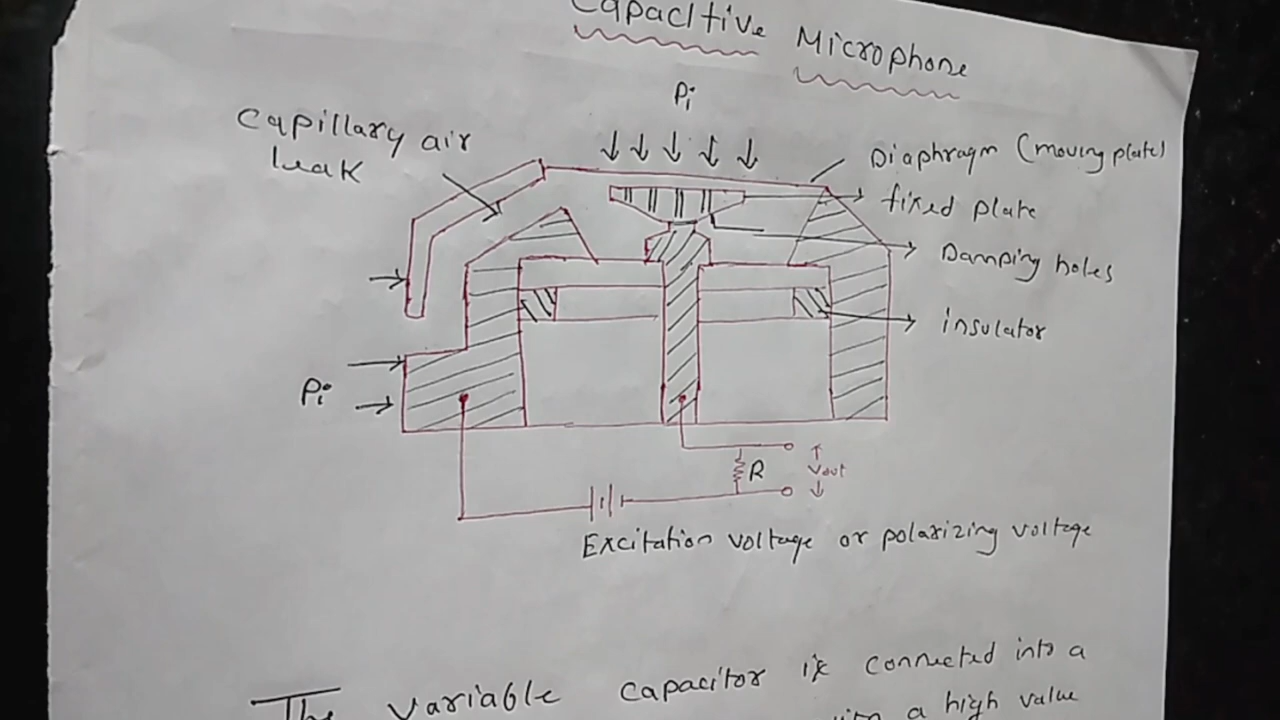 Capacitive Microphone
Pi
Capillary air
leak
Diaphragm (moving plate)
fixed plate
Damping holes
insulator
Pi
R
Vout
Excitation voltage or polarizing voltage
The variable capacitor is connected into a
a high value